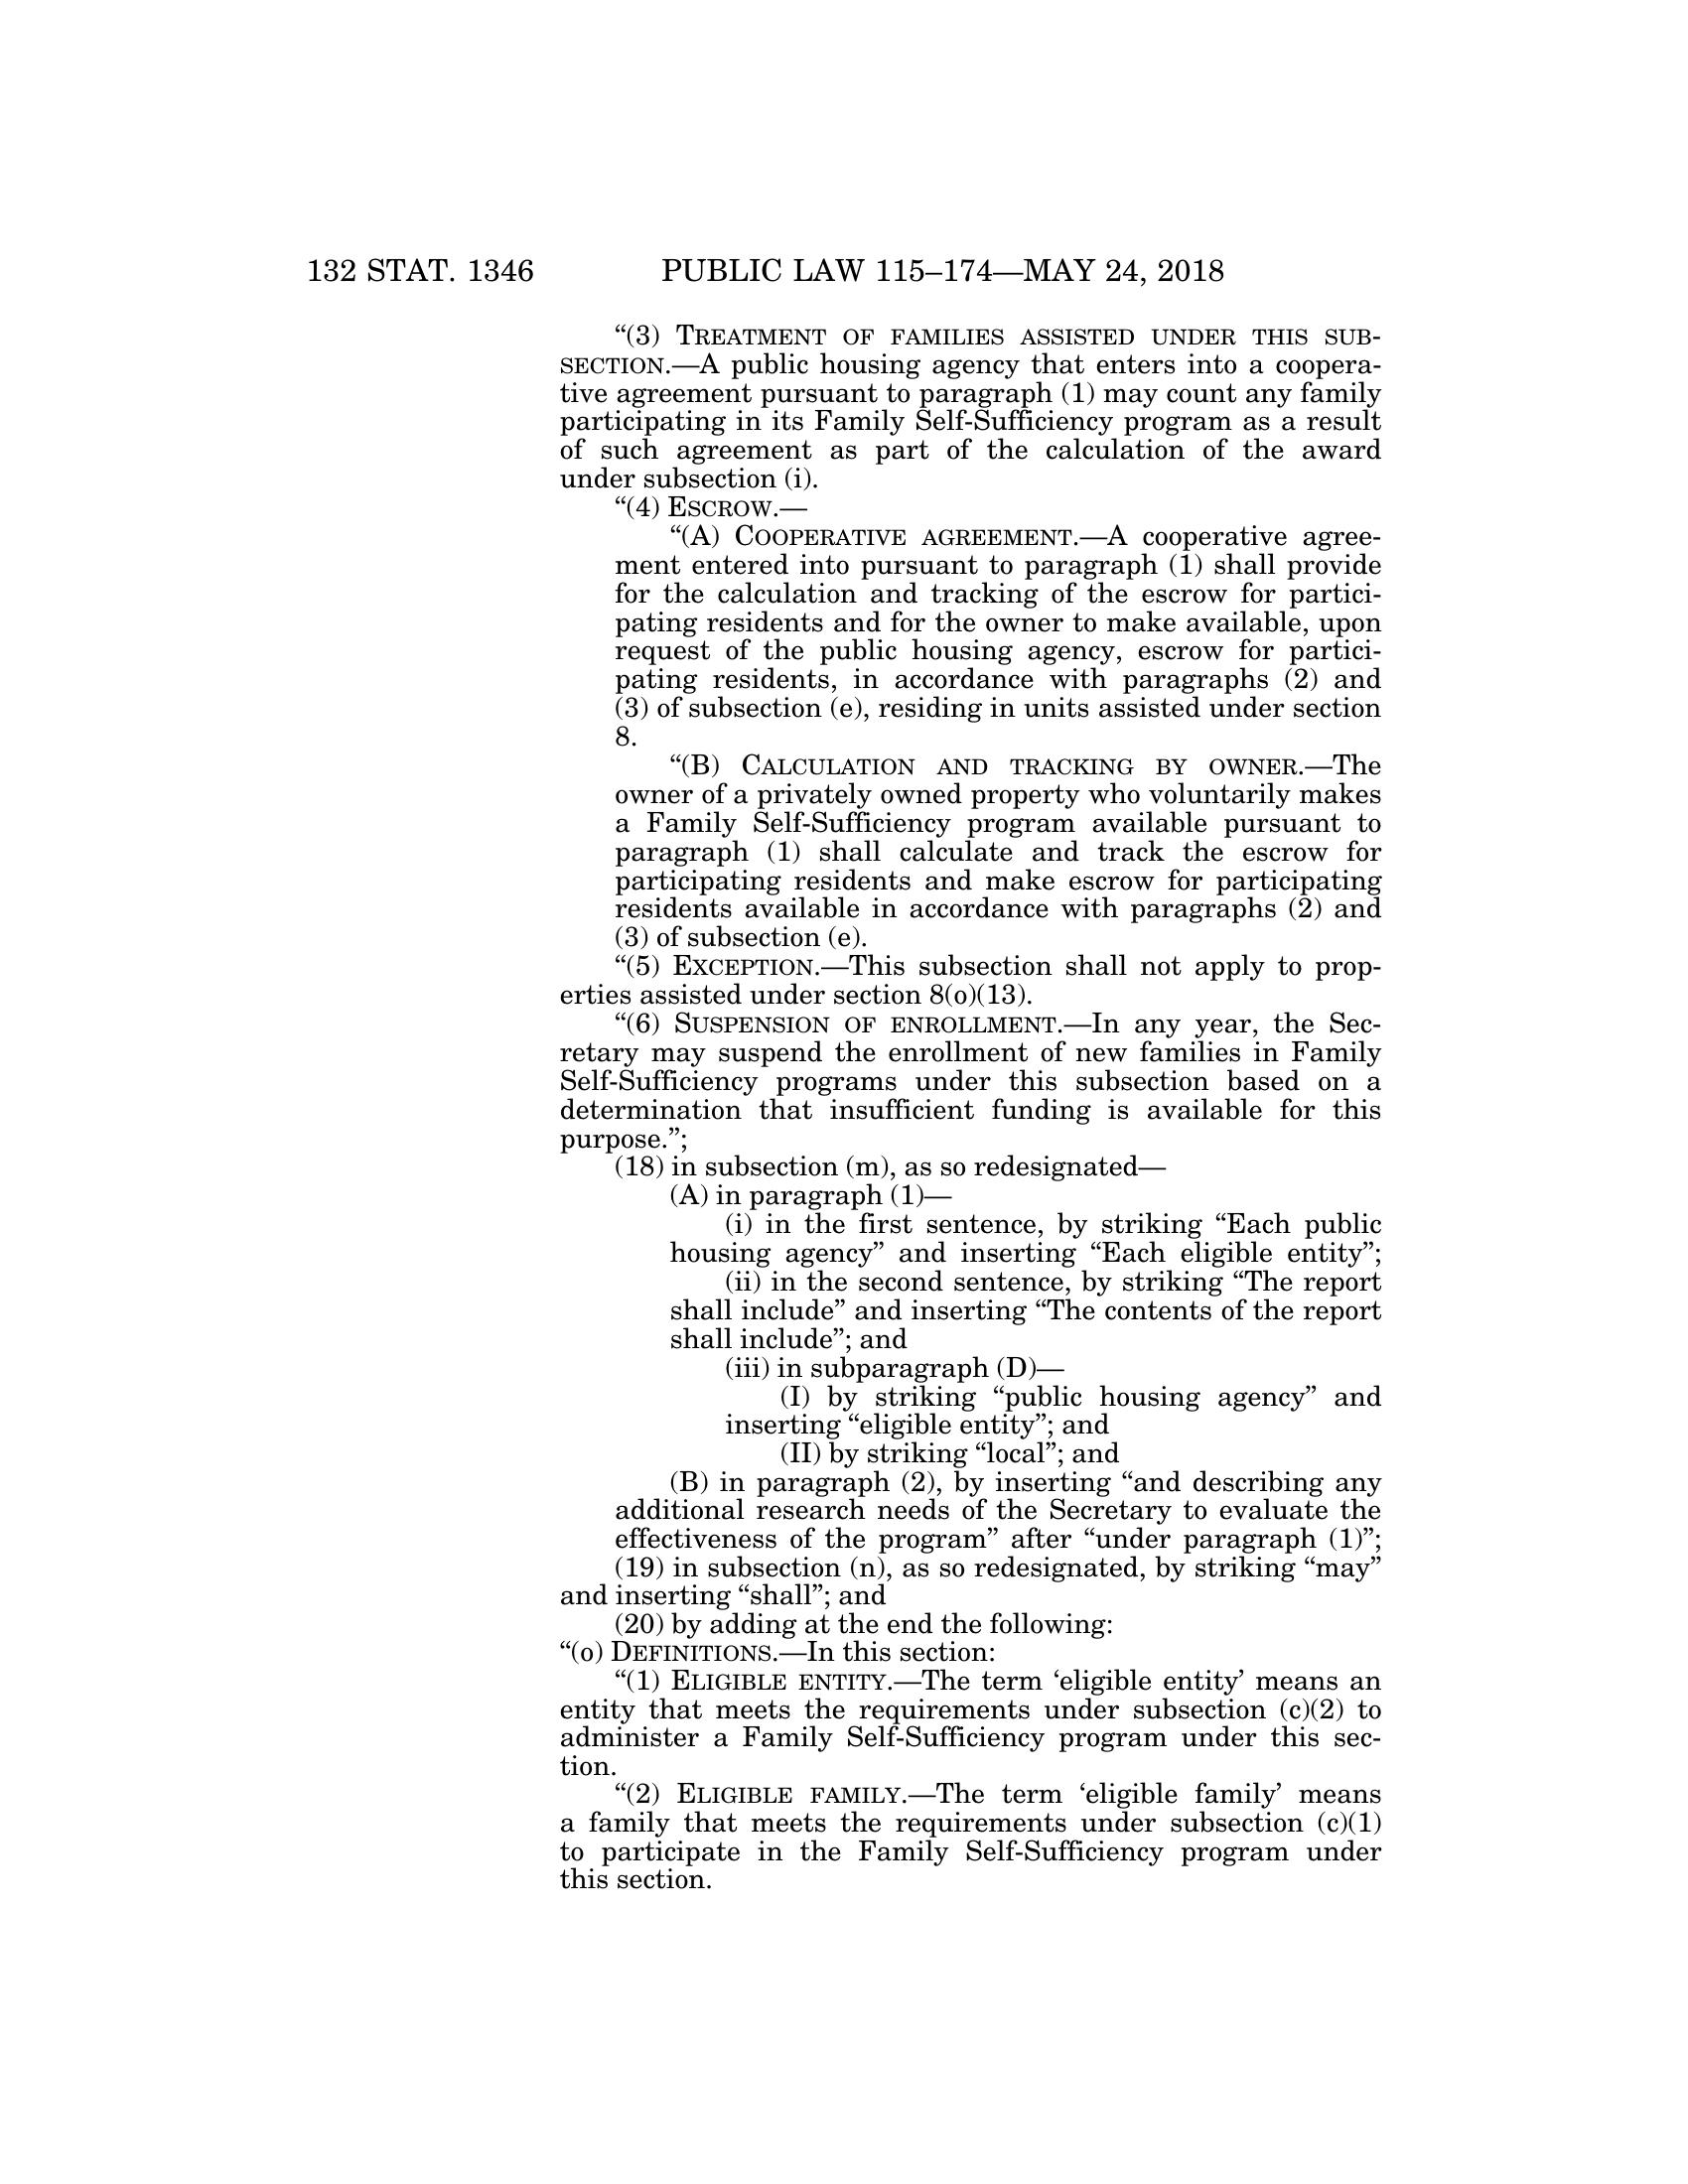 132 STAT. 1346 PUBLIC LAW 115–174—MAY 24, 2018
“(3) TREATMENT OF FAMILIES ASSISTED UNDER THIS SUB-
SECTION.—A public housing agency that enters into a coopera-
tive agreement pursuant to paragraph (1) may count any family
participating in its Family Self-Sufficiency program as a result
of such agreement as part of the calculation of the award
under subsection (i).
“(4) ESCROW.—
“(A) COOPERATIVE AGREEMENT.—A cooperative agree-
ment entered into pursuant to paragraph (1) shall provide
for the calculation and tracking of the escrow for partici-
pating residents and for the owner to make available, upon
request of the public housing agency, escrow for partici-
pating residents, in accordance with paragraphs (2) and
(3) of subsection (e), residing in units assisted under section
8.
“(B) CALCULATION AND TRACKING BY OWNER.—The
owner of a privately owned property who voluntarily makes
a Family Self-Sufficiency program available pursuant to
paragraph (1) shall calculate and track the escrow for
participating residents and make escrow for participating
residents available in accordance with paragraphs (2) and
(3) of subsection (e).
“(5) EXCEPTION.—This subsection shall not apply to prop-
erties assisted under section 8(o)(13).
“(6) SUSPENSION OF ENROLLMENT.—In any year, the Sec-
retary may suspend the enrollment of new families in Family
Self-Sufficiency programs under this subsection based on a
determination that insufficient funding is available for this
purpose.”;
(18) in subsection (m), as so redesignated—
(A) in paragraph (1)—
(i) in the first sentence, by striking “Each public
housing agency” and inserting “Each eligible entity”;
(ii) in the second sentence, by striking “The report
shall include” and inserting “The contents of the report
shall include”; and
(iii) in subparagraph (D)—
(I) by striking “public housing agency” and
inserting “eligible entity”; and
(II) by striking “local”; and
(B) in paragraph (2), by inserting “and describing any
additional research needs of the Secretary to evaluate the
effectiveness of the program” after “under paragraph (1)”;
(19) in subsection (n), as so redesignated, by striking “may”
and inserting “shall”; and
(20) by adding at the end the following:
“(o) DEFINITIONS.—In this section:
“(1) ELIGIBLE ENTITY.—The term ‘eligible entity’ means an
entity that meets the requirements under subsection (c)(2) to
administer a Family Self-Sufficiency program under this sec-
tion.
“(2) ELIGIBLE FAMILY.—The term ‘eligible family’ means
a family that meets the requirements under subsection (c)(1)
to participate in the Family Self-Sufficiency program under
this section.